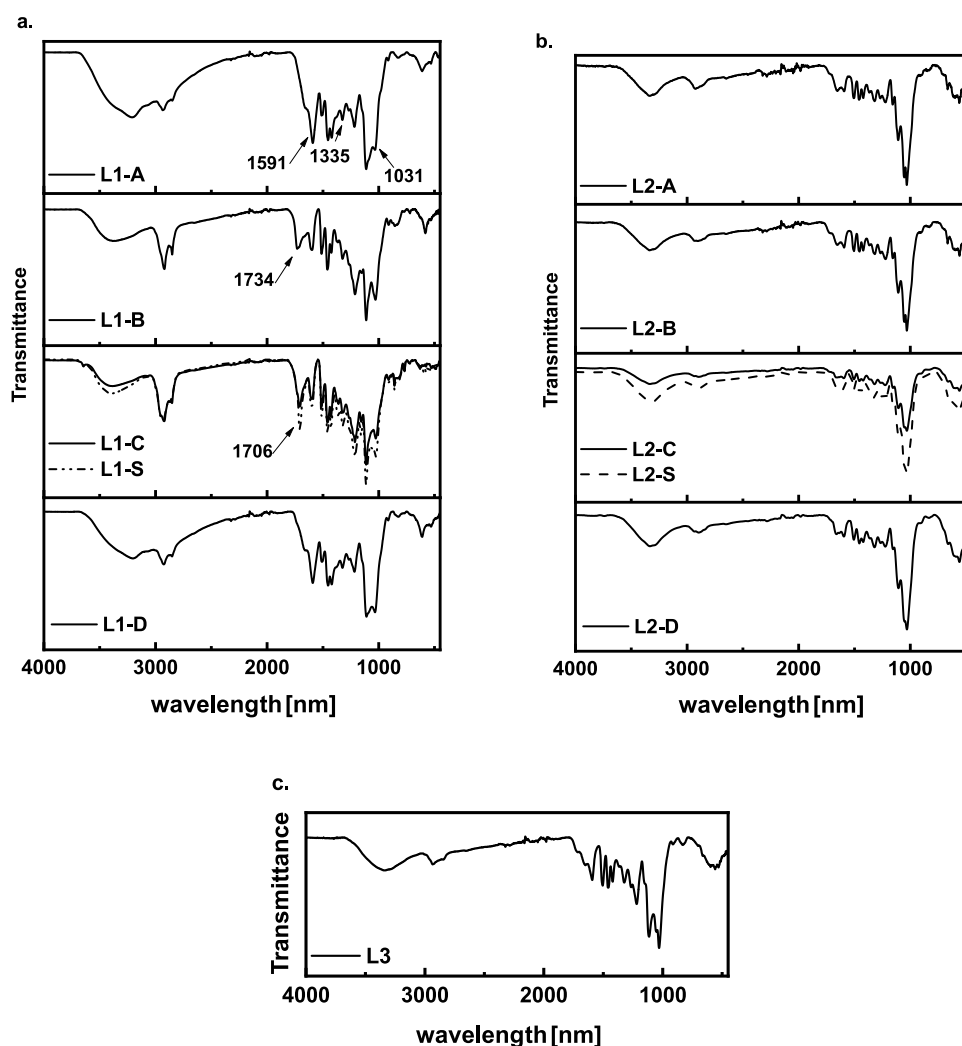 a.
Transmittance
1591
1335
1031
L1-A
1734
L1-B
1706
L1-C
L1-S
L1-D
4000 3000 2000 1000
wavelength [nm]
b.
Transmittance
L2-A
L2-B
L2-C
L2-S
L2-D
4000 3000 2000 1000
wavelength [nm]
c.
Transmittance
L3
4000 3000 2000 1000
wavelength [nm]